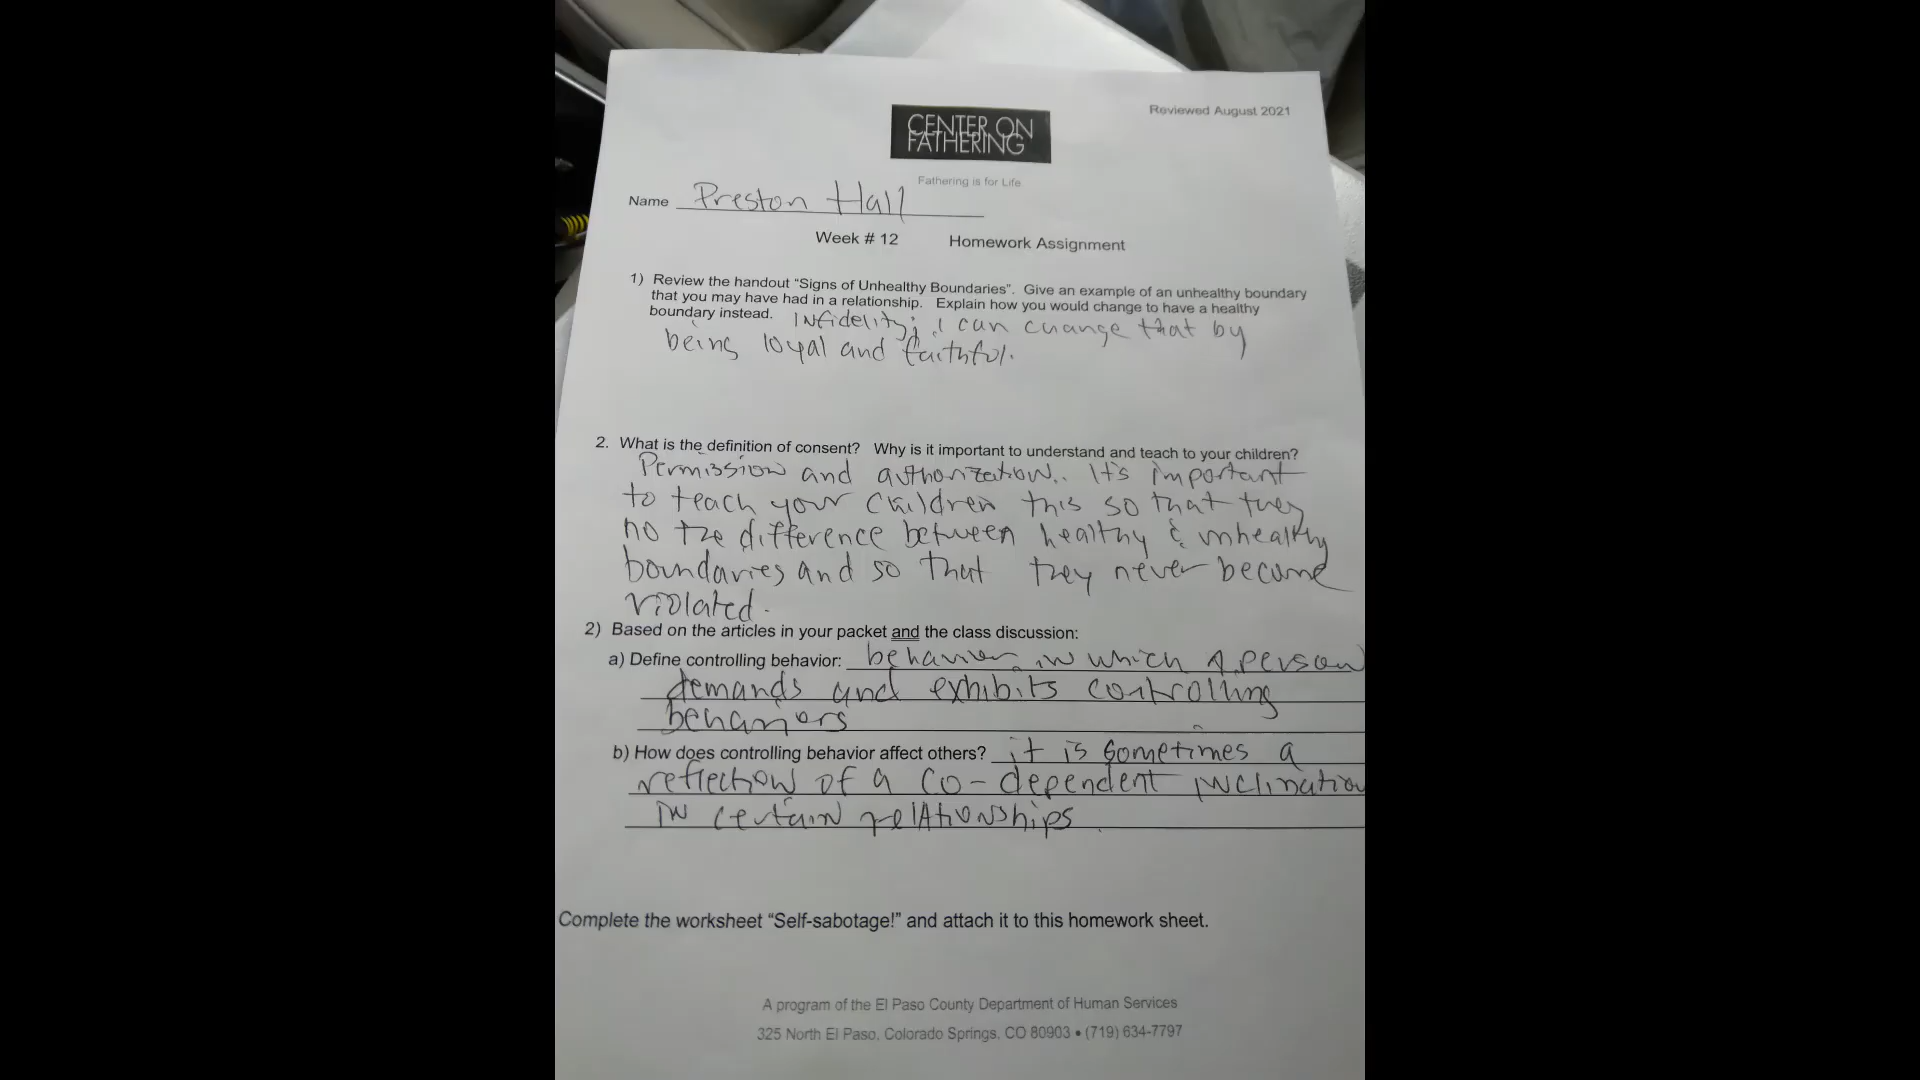 Reviewed August 2021
CENTER ON
FATHERING
Fathering is for Life
Name Preston Hall
Week # 12 Homework Assignment
1) Review the handout “Signs of Unhealthy Boundaries”. Give an example of an unhealthy boundary
that you may have had in a relationship. Explain how you would change to have a healthy
boundary instead. Infidelity; I can change that by
being loyal and faithful.
2. What is the definition of consent? Why is it important to understand and teach to your children?
Permission and authorization.. It's important
to teach your children this so that they
no the difference between healthy & unhealthy
boundaries and so that they never become
violated.
2) Based on the articles in your packet and the class discussion:
a) Define controlling behavior: behavior in which A person
demands and exhibits controlling
behaviors
b) How does controlling behavior affect others? it is sometimes a
reflection of a co-dependent inclination
in certain relationships
Complete the worksheet “Self-sabotage!” and attach it to this homework sheet.
A program of the El Paso County Department of Human Services
325 North El Paso, Colorado Springs, CO 80903 • (719) 634-7797